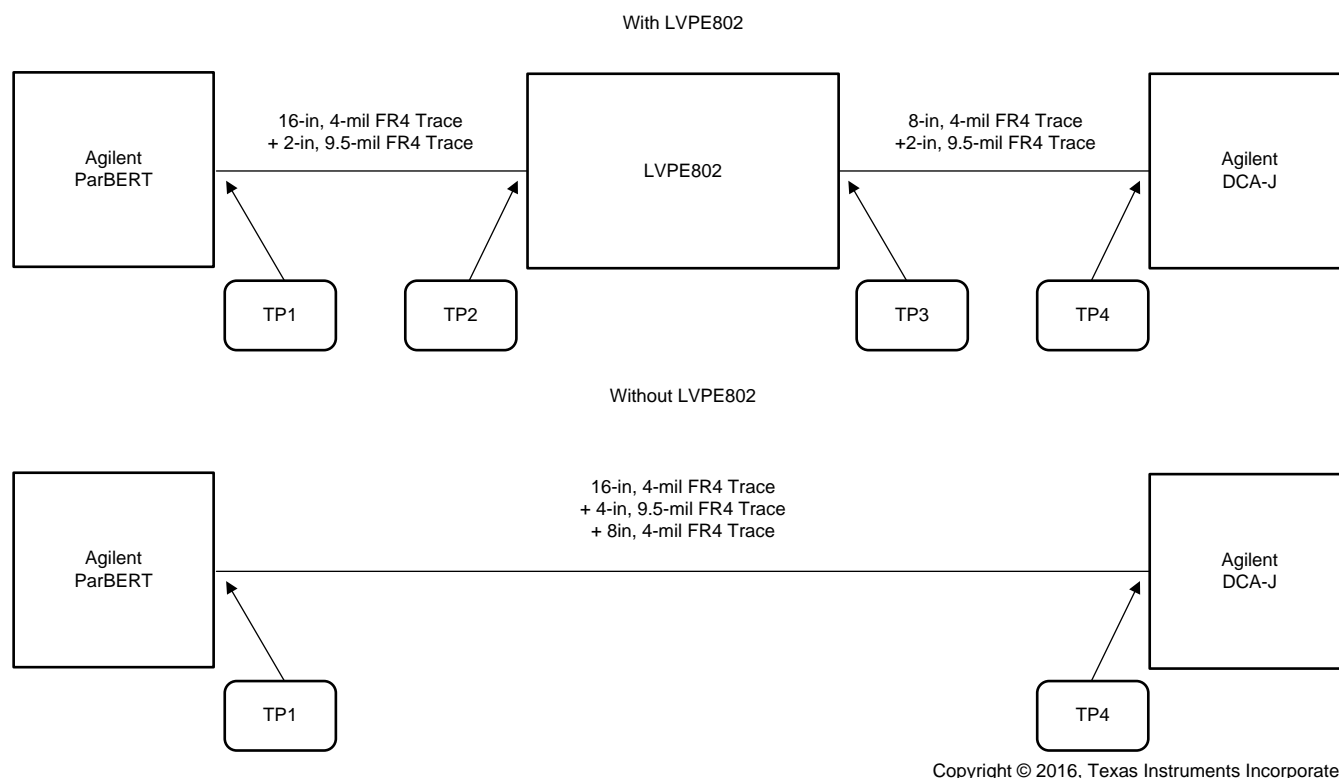 With LVPE802
Agilent
ParBERT
16-in, 4-mil FR4 Trace
+ 2-in, 9.5-mil FR4 Trace
LVPE802
8-in, 4-mil FR4 Trace
+2-in, 9.5-mil FR4 Trace
Agilent
DCA-J
TP1
TP2
TP3
TP4
Without LVPE802
Agilent
ParBERT
16-in, 4-mil FR4 Trace
+ 4-in, 9.5-mil FR4 Trace
+ 8in, 4-mil FR4 Trace
Agilent
DCA-J
TP1
TP4
Copyright © 2016, Texas Instruments Incorporate